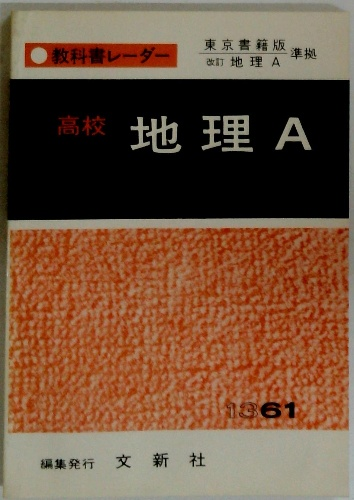 教科書レーダー
東京書籍版
改訂 地理A 準拠
高校 地理A
1361
編集発行 文新社